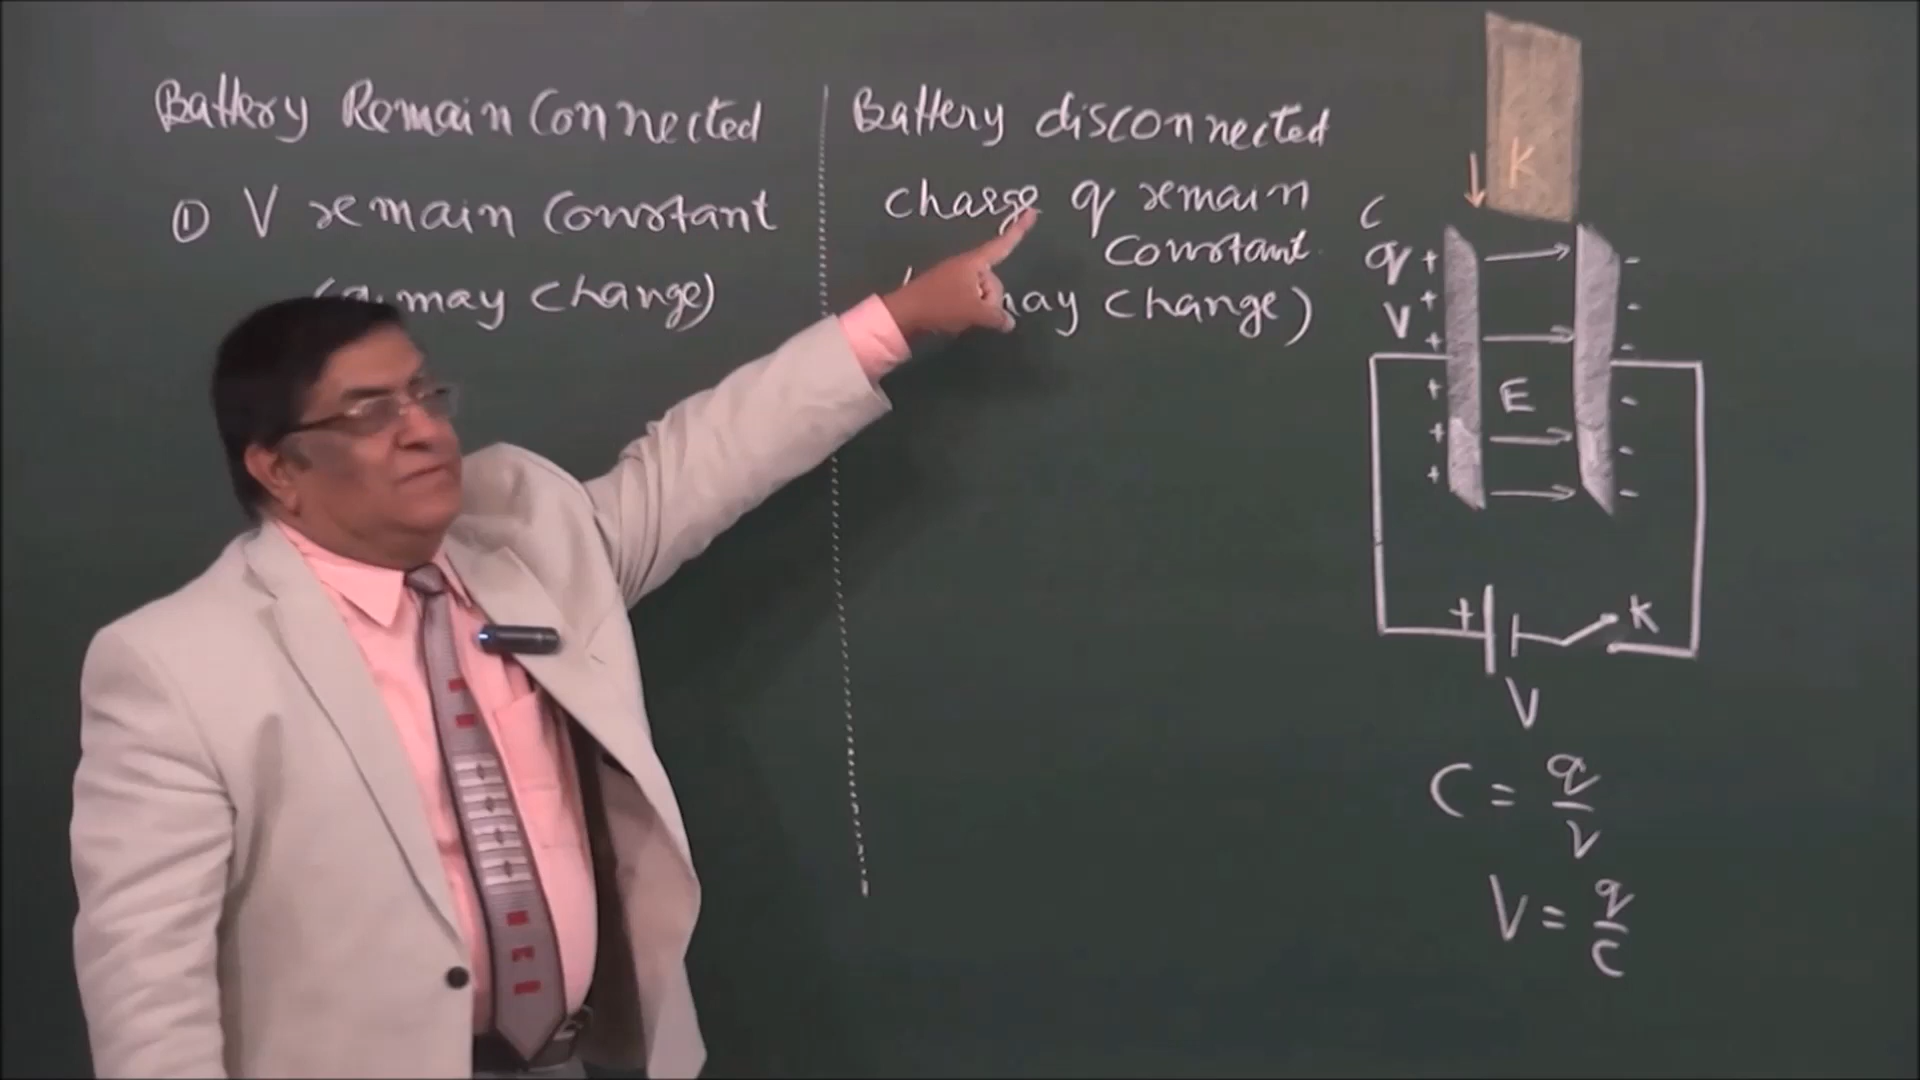 Battery Remain Connected
① V remain Constant
may Change)
Battery disconnected
Charge q remain
Constant
may Change)
K
C
q +
V +
+
+
+
+
-
-
-
-
-
-
E
+
K
V
C = q/V
V = q/C